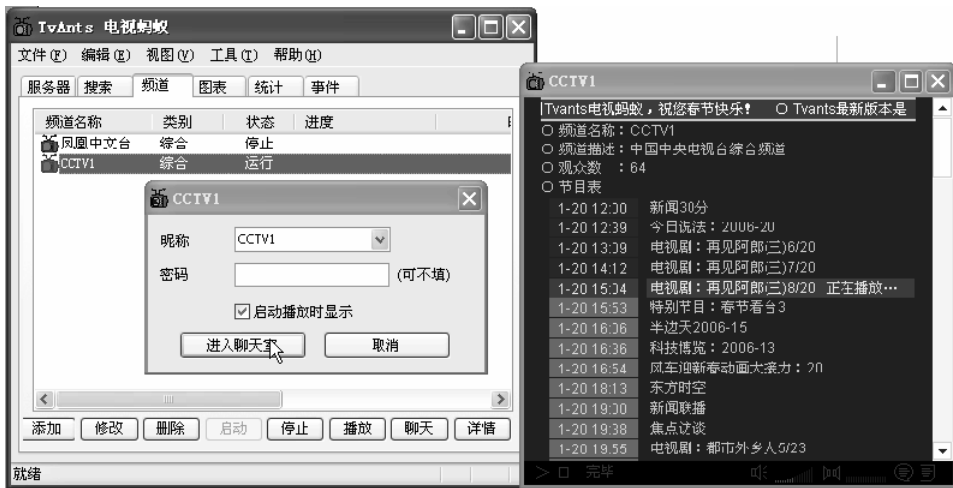 TvAnts 电视蚂蚁
文件(F) 编辑(E) 视图(V) 工具(T) 帮助(H)
服务器 搜索 频道 图表 统计 事件
频道名称 类别 状态 进度
凤凰中文台 综合 停止
CCTV1 综合 运行
CCTV1
昵称 CCTV1
密码 (可不填)
启动播放时显示
进入聊天室 取消
添加 修改 删除 启动 停止 播放 聊天 详情
就绪
CCTV1
Tvants电视蚂蚁，祝您春节快乐！ Tvants最新版本是
频道名称：CCTV1
频道描述：中国中央电视台综合频道
观众数 ：64
节目表
1-20 12:00 新闻30分
1-20 12:39 今日说法：2006-20
1-20 13:09 电视剧：再见阿郎(三)6/20
1-20 14:12 电视剧：再见阿郎(三)7/20
1-20 15:04 电视剧：再见阿郎(三)8/20 正在播放…
1-20 15:53 特别节目：春节看台3
1-20 16:06 半边天2006-15
1-20 16:36 科技博览：2006-13
1-20 16:54 风车迎新春动画大接力：20
1-20 18:13 东方时空
1-20 19:00 新闻联播
1-20 19:38 焦点访谈
1-20 19:55 电视剧：都市外乡人5/23
完毕